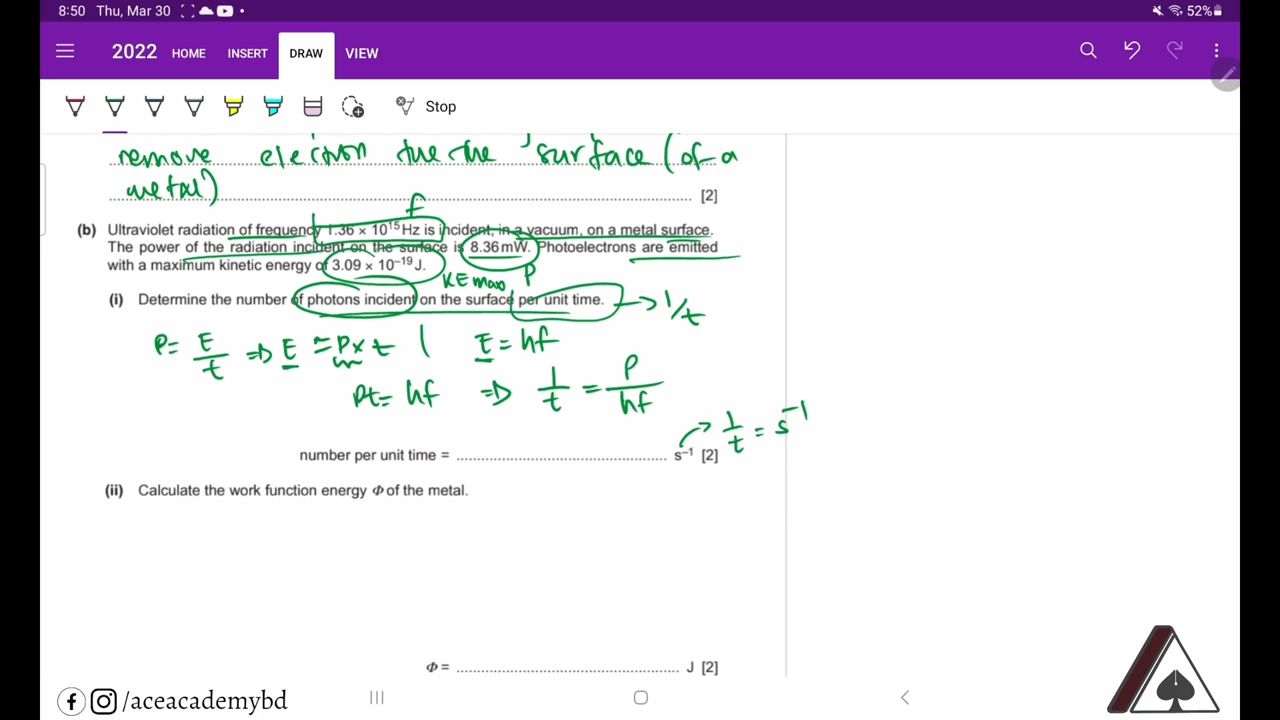 8:50 Thu, Mar 30 52%
2022 HOME INSERT DRAW VIEW
Stop
remove electron due the surface (of a
metal)
[2]
f
(b) Ultraviolet radiation of frequency 1.36 × 10¹⁵ Hz is incident, in a vacuum, on a metal surface.
The power of the radiation incident on the surface is 8.36 mW. Photoelectrons are emitted
with a maximum kinetic energy of 3.09 × 10⁻¹⁹ J.
KE max P
(i) Determine the number of photons incident on the surface per unit time. → 1/t
P = E/t ⇒ E = P × t | E = hf
Pt = hf ⇒ 1/t = P/hf
1/t = s⁻¹
number per unit time = ........................................ s⁻¹ [2]
(ii) Calculate the work function energy Φ of the metal.
Φ = ........................................ J [2]
/aceacademybd